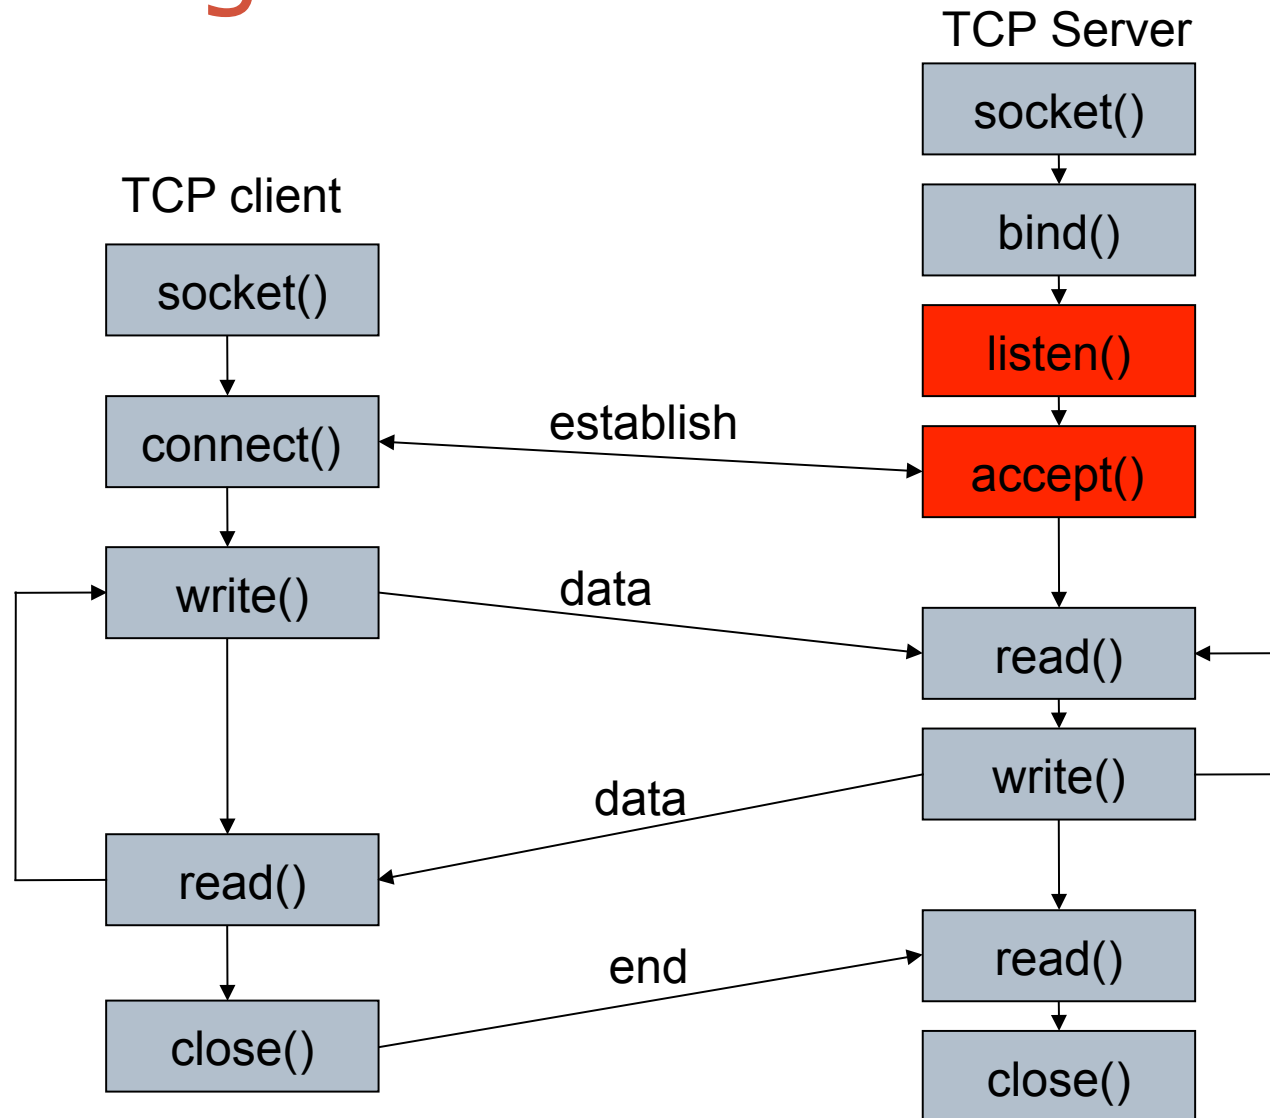 TCP Server
socket()
bind()
TCP client
socket()
listen()
establish
connect()
accept()
data
write()
read()
write()
data
read()
read()
end
close()
close()